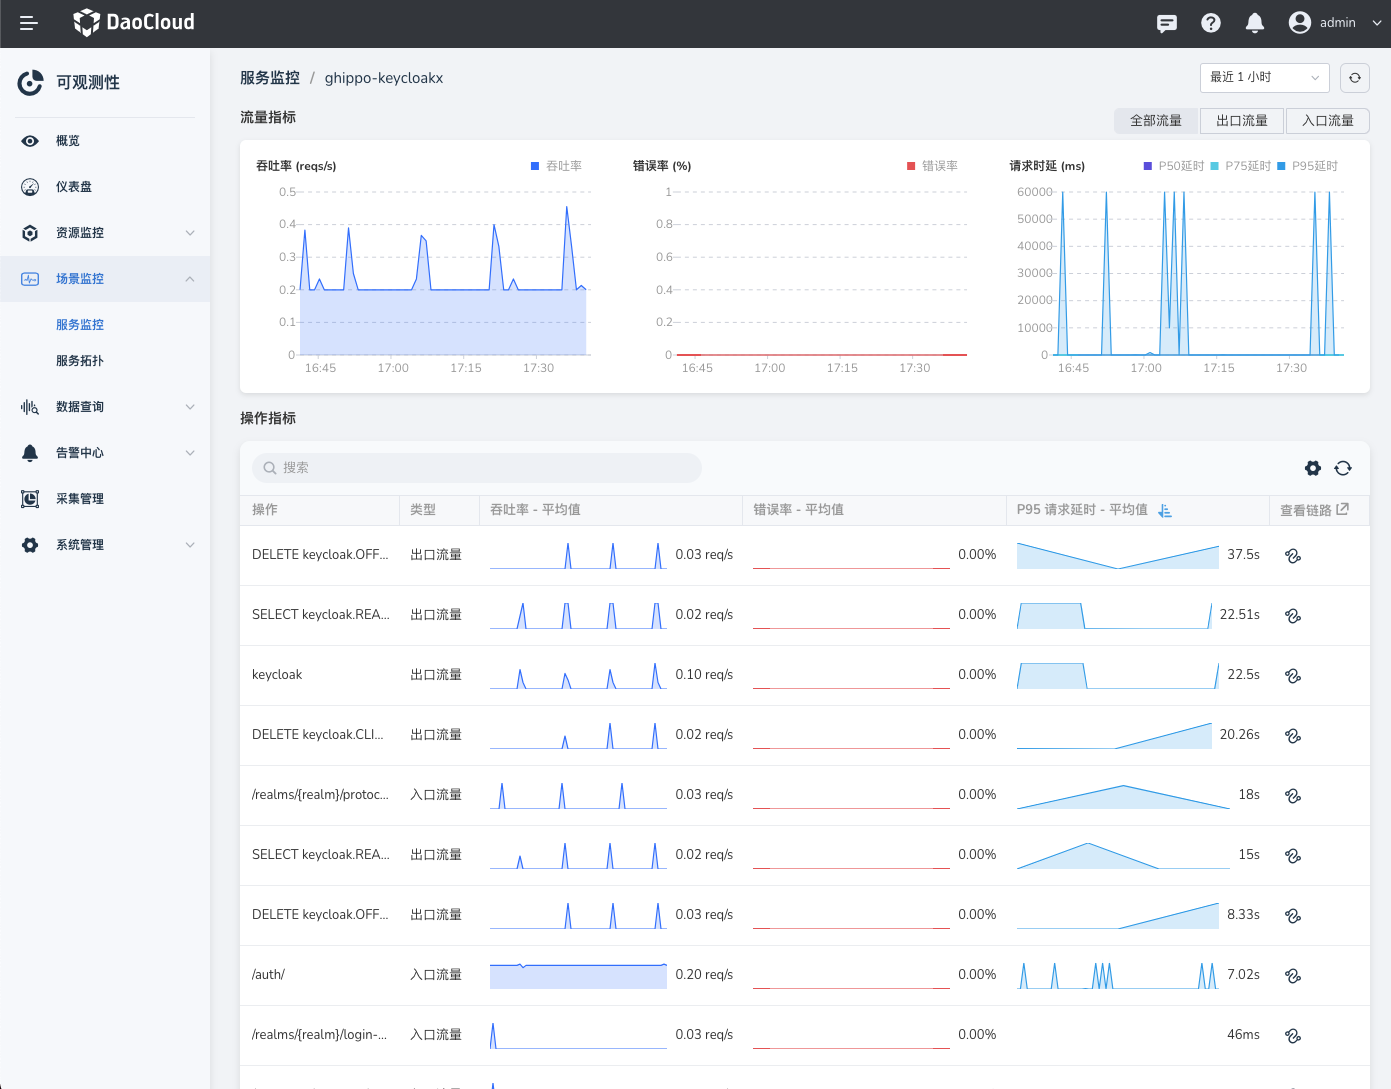 DaoCloud
admin
可观测性
概览
仪表盘
资源监控
场景监控
服务监控
服务拓扑
数据查询
告警中心
采集管理
系统管理
服务监控 / ghippo-keycloakx
最近 1 小时
流量指标
全部流量 出口流量 入口流量
吞吐率 (reqs/s) 吞吐率
0.5
0.4
0.3
0.2
0.1
0
16:45 17:00 17:15 17:30
错误率 (%) 错误率
1
0.8
0.6
0.4
0.2
0
16:45 17:00 17:15 17:30
请求时延 (ms) P50延时 P75延时 P95延时
60000
50000
40000
30000
20000
10000
0
16:45 17:00 17:15 17:30
操作指标
搜索
操作 类型 吞吐率 - 平均值 错误率 - 平均值 P95 请求延时 - 平均值 查看链路
DELETE keycloak.OFF... 出口流量 0.03 req/s 0.00% 37.5s
SELECT keycloak.REA... 出口流量 0.02 req/s 0.00% 22.51s
keycloak 出口流量 0.10 req/s 0.00% 22.5s
DELETE keycloak.CLI... 出口流量 0.02 req/s 0.00% 20.26s
/realms/{realm}/protoc... 入口流量 0.03 req/s 0.00% 18s
SELECT keycloak.REA... 出口流量 0.02 req/s 0.00% 15s
DELETE keycloak.OFF... 出口流量 0.03 req/s 0.00% 8.33s
/auth/ 入口流量 0.20 req/s 0.00% 7.02s
/realms/{realm}/login-... 入口流量 0.03 req/s 0.00% 46ms